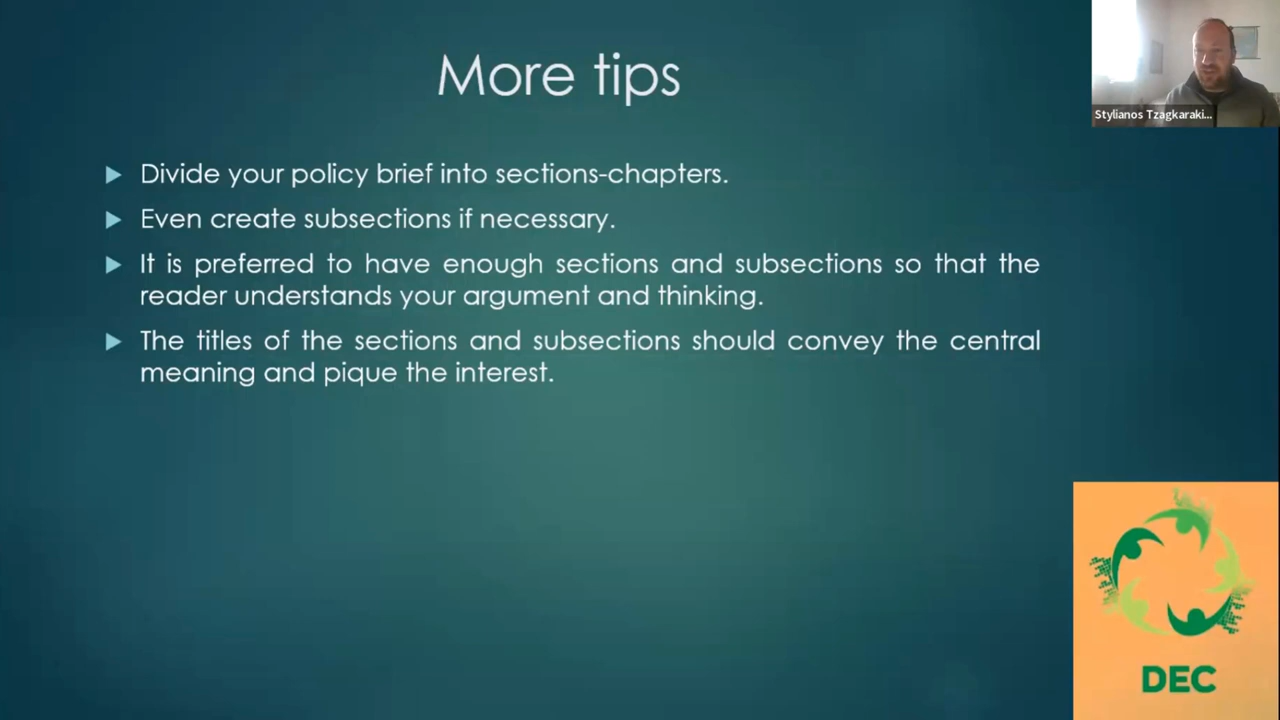 More tips
Stylianos Tzagkaraki...
Divide your policy brief into sections-chapters.
Even create subsections if necessary.
It is preferred to have enough sections and subsections so that the
reader understands your argument and thinking.
The titles of the sections and subsections should convey the central
meaning and pique the interest.
DEC